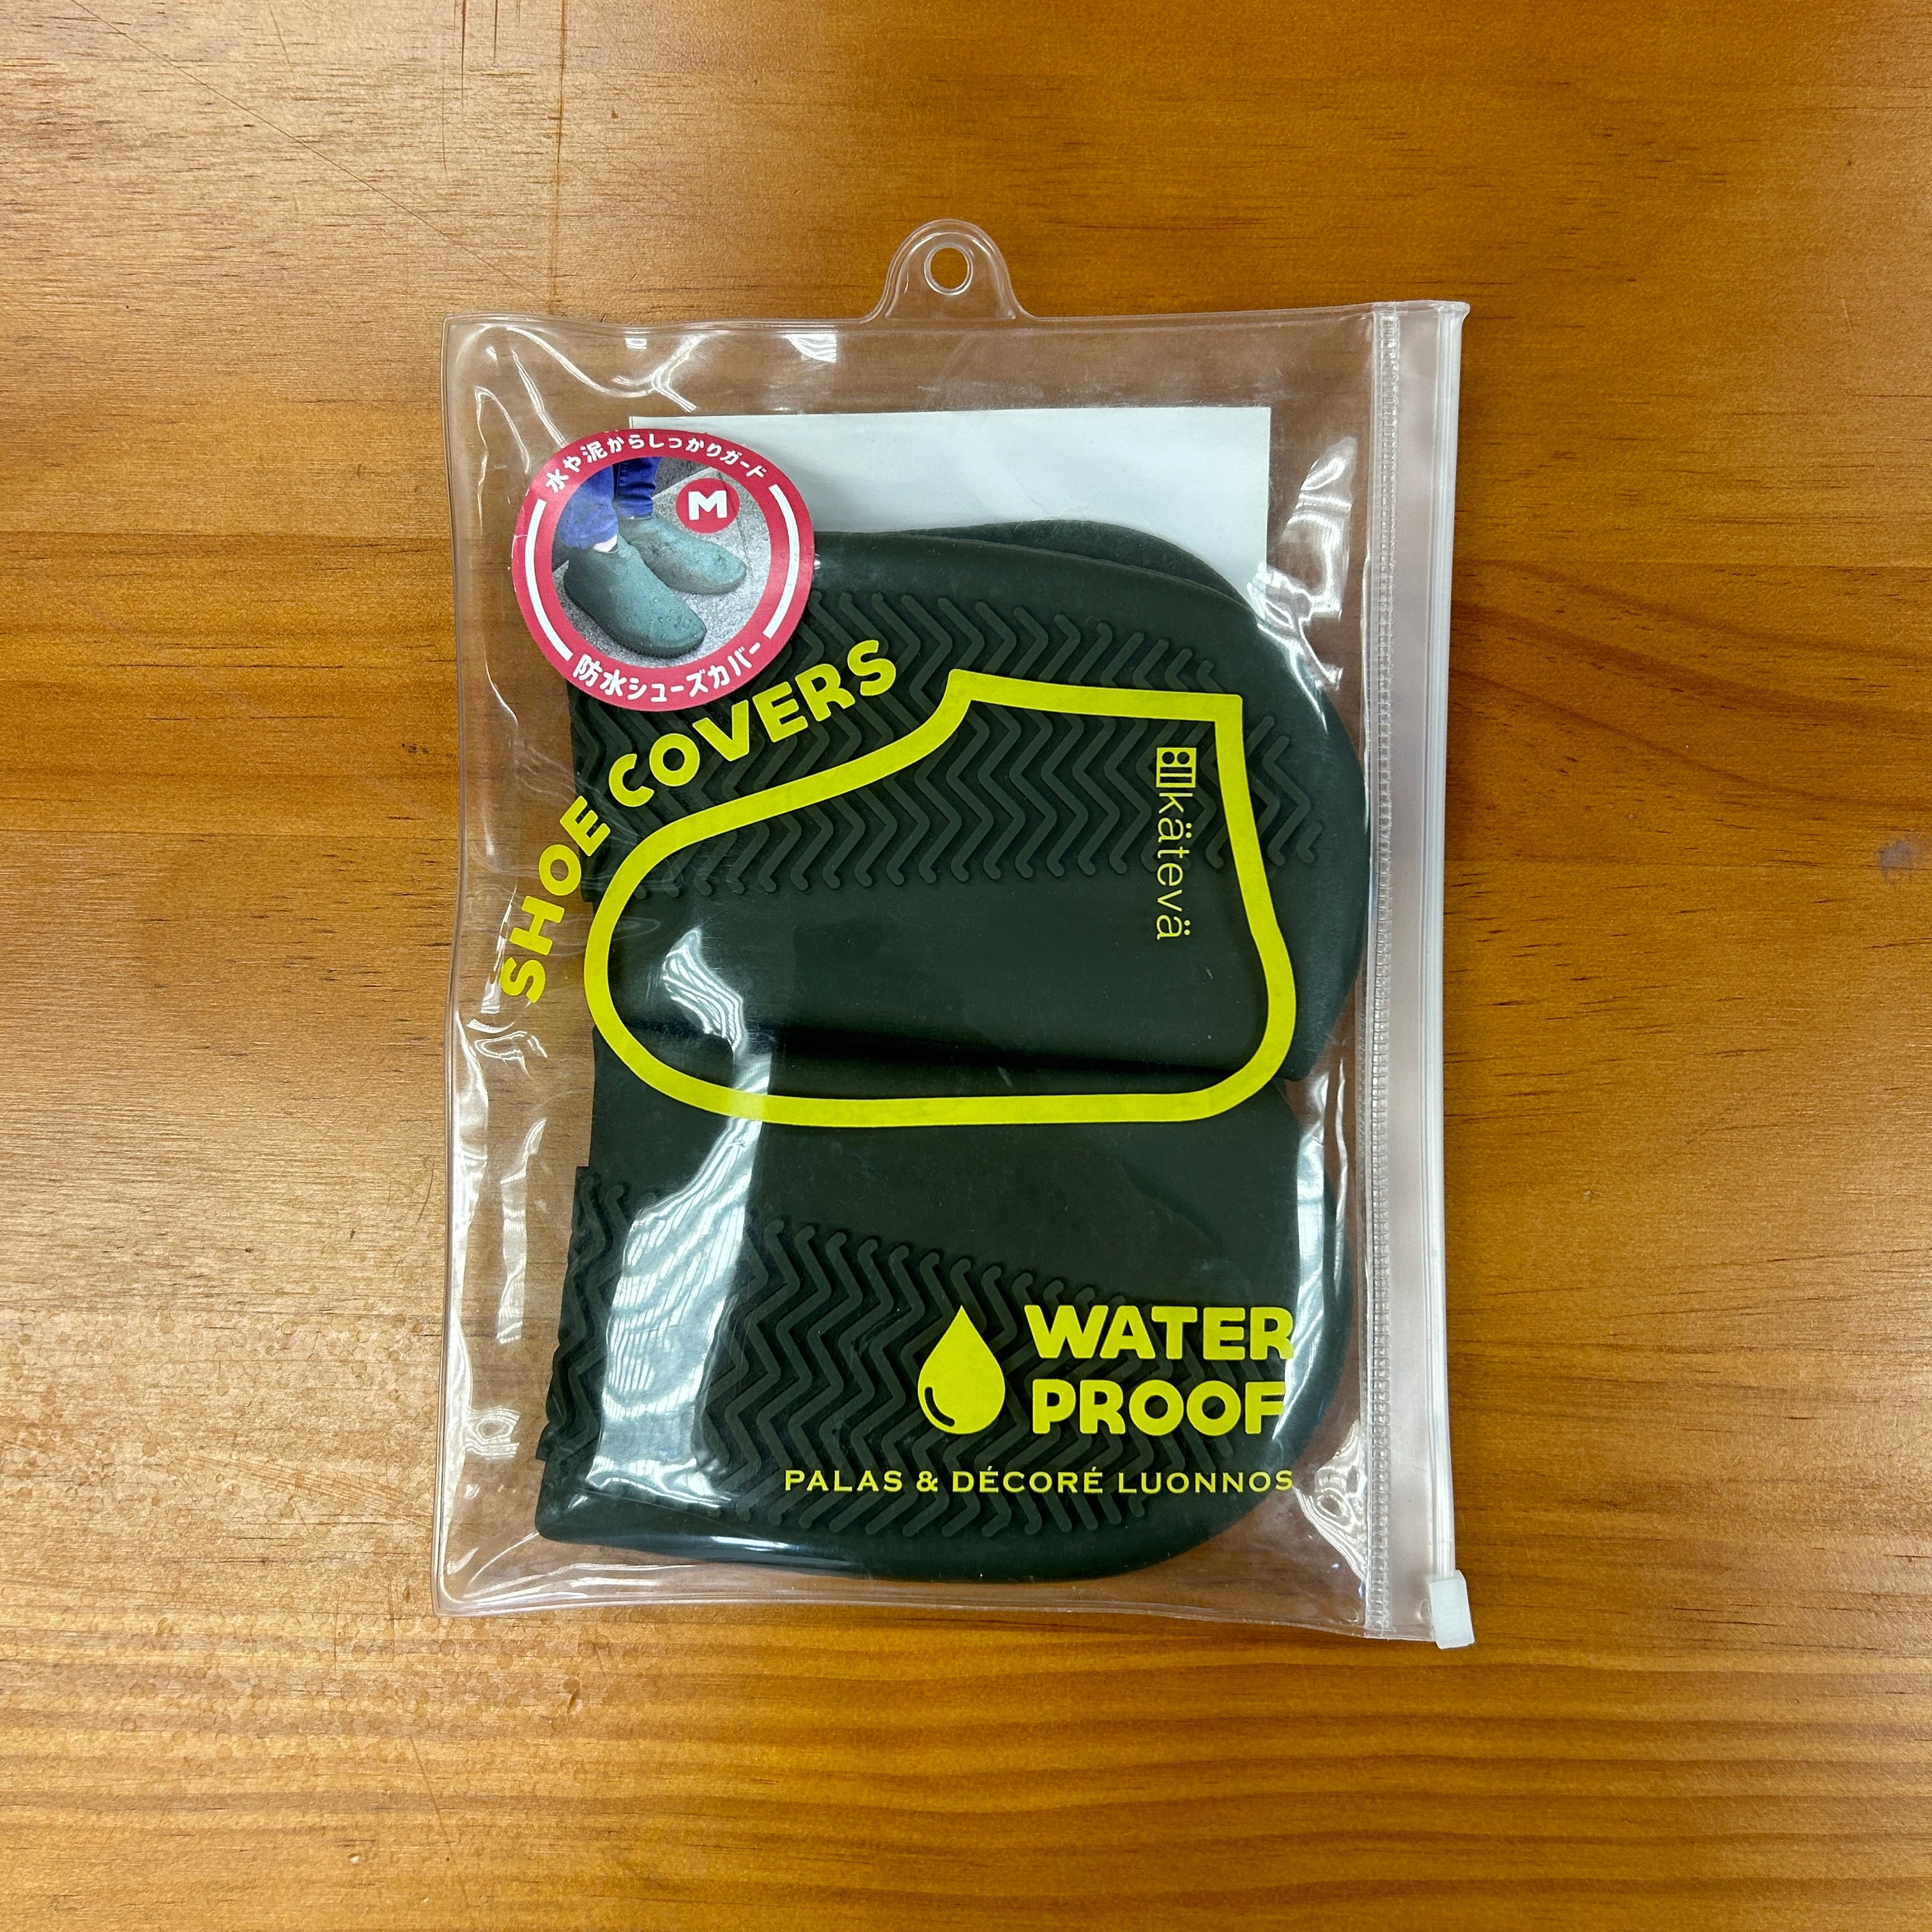 水や泥からしっかりガード
M
防水シューズカバー
SHOE COVERS
kätevä
WATER
PROOF
PALAS & DÉCORÉ LUONNOS